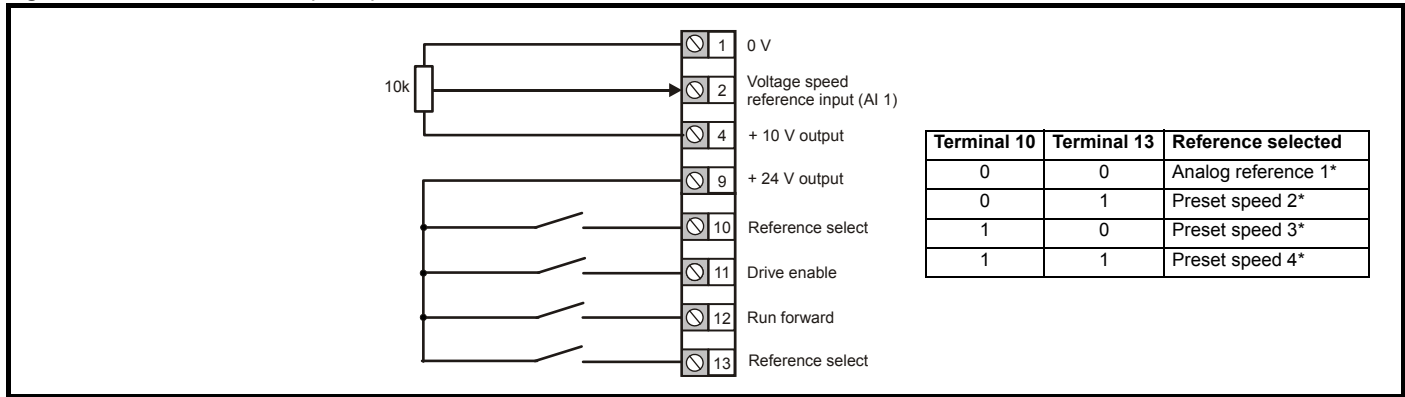 10k
1 0 V
2 Voltage speed
reference input (AI 1)
4 + 10 V output
9 + 24 V output
10 Reference select
11 Drive enable
12 Run forward
13 Reference select
Terminal 10 Terminal 13 Reference selected
0 0 Analog reference 1*
0 1 Preset speed 2*
1 0 Preset speed 3*
1 1 Preset speed 4*